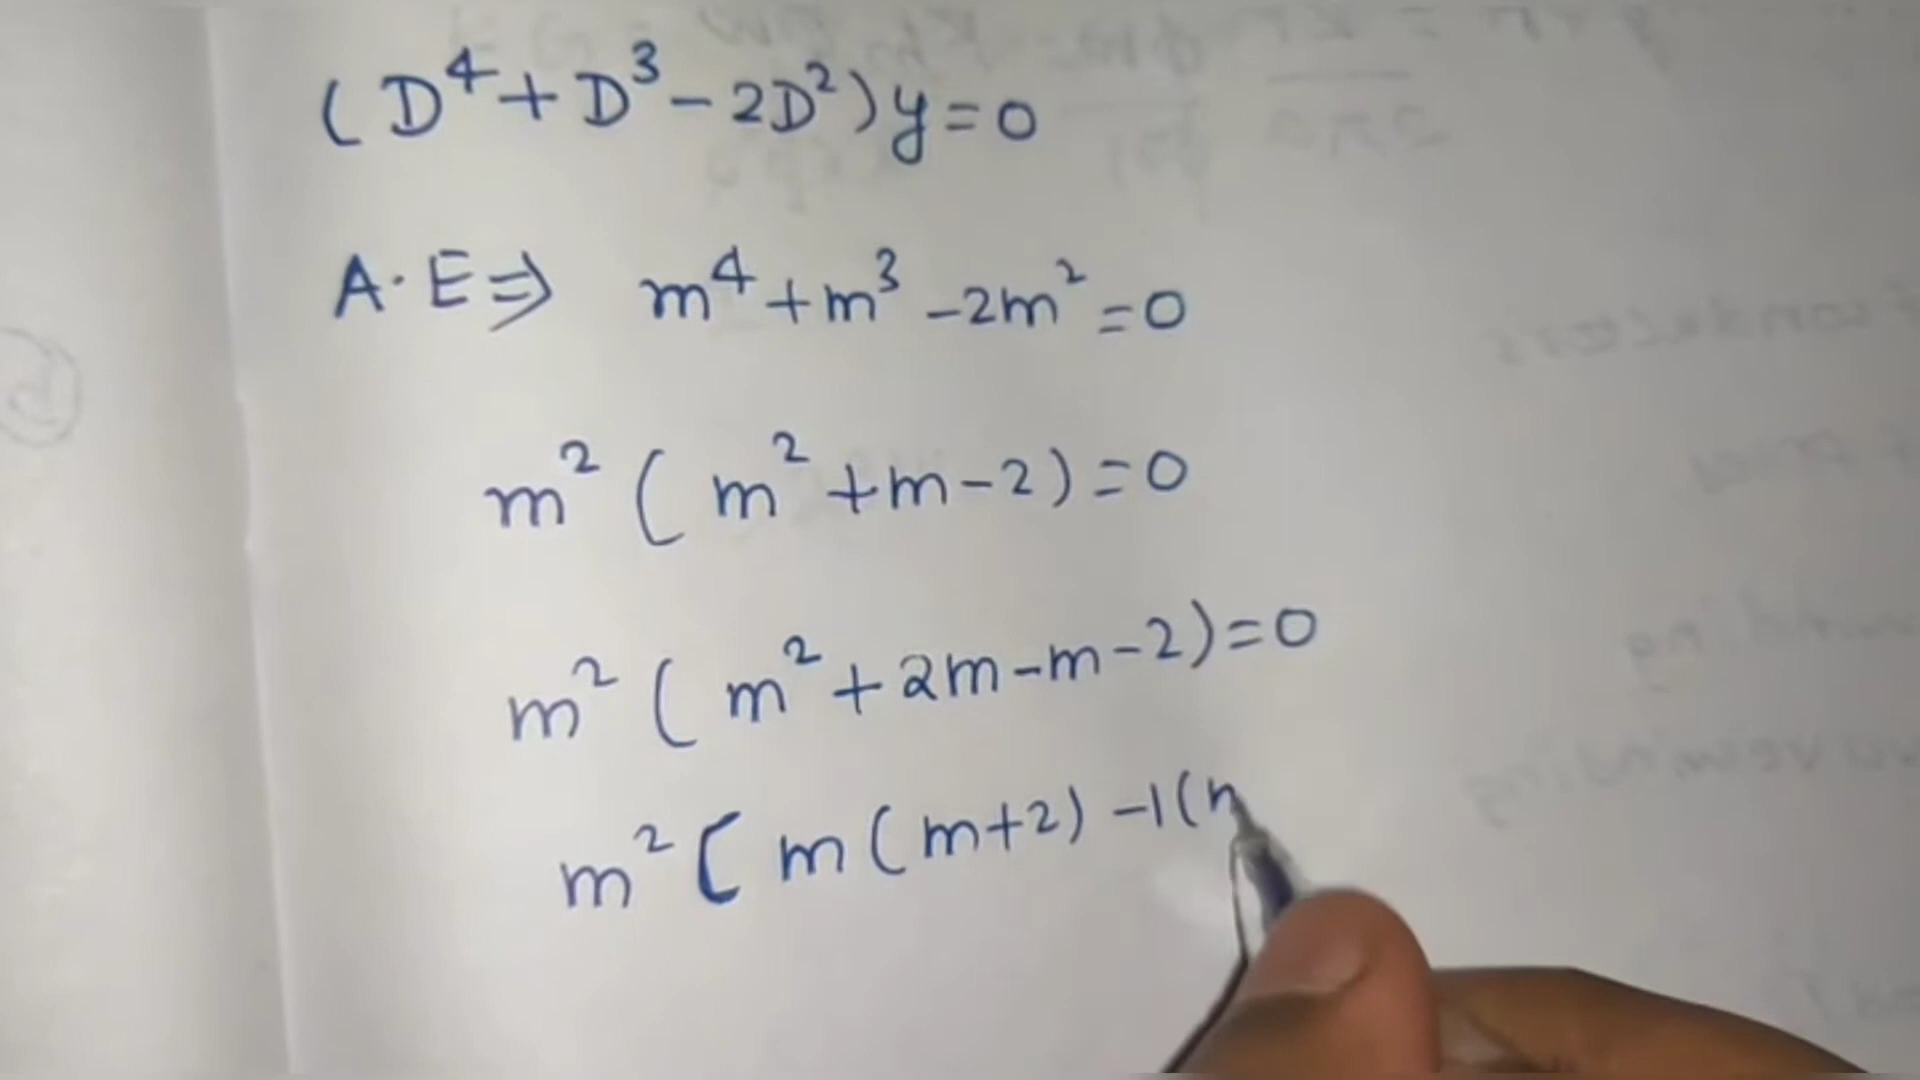 (D⁴+D³-2D²)y=0
A.E⇒ m⁴+m³-2m²=0
m²(m²+m-2)=0
m²(m²+2m-m-2)=0
m²[m(m+2)-1(